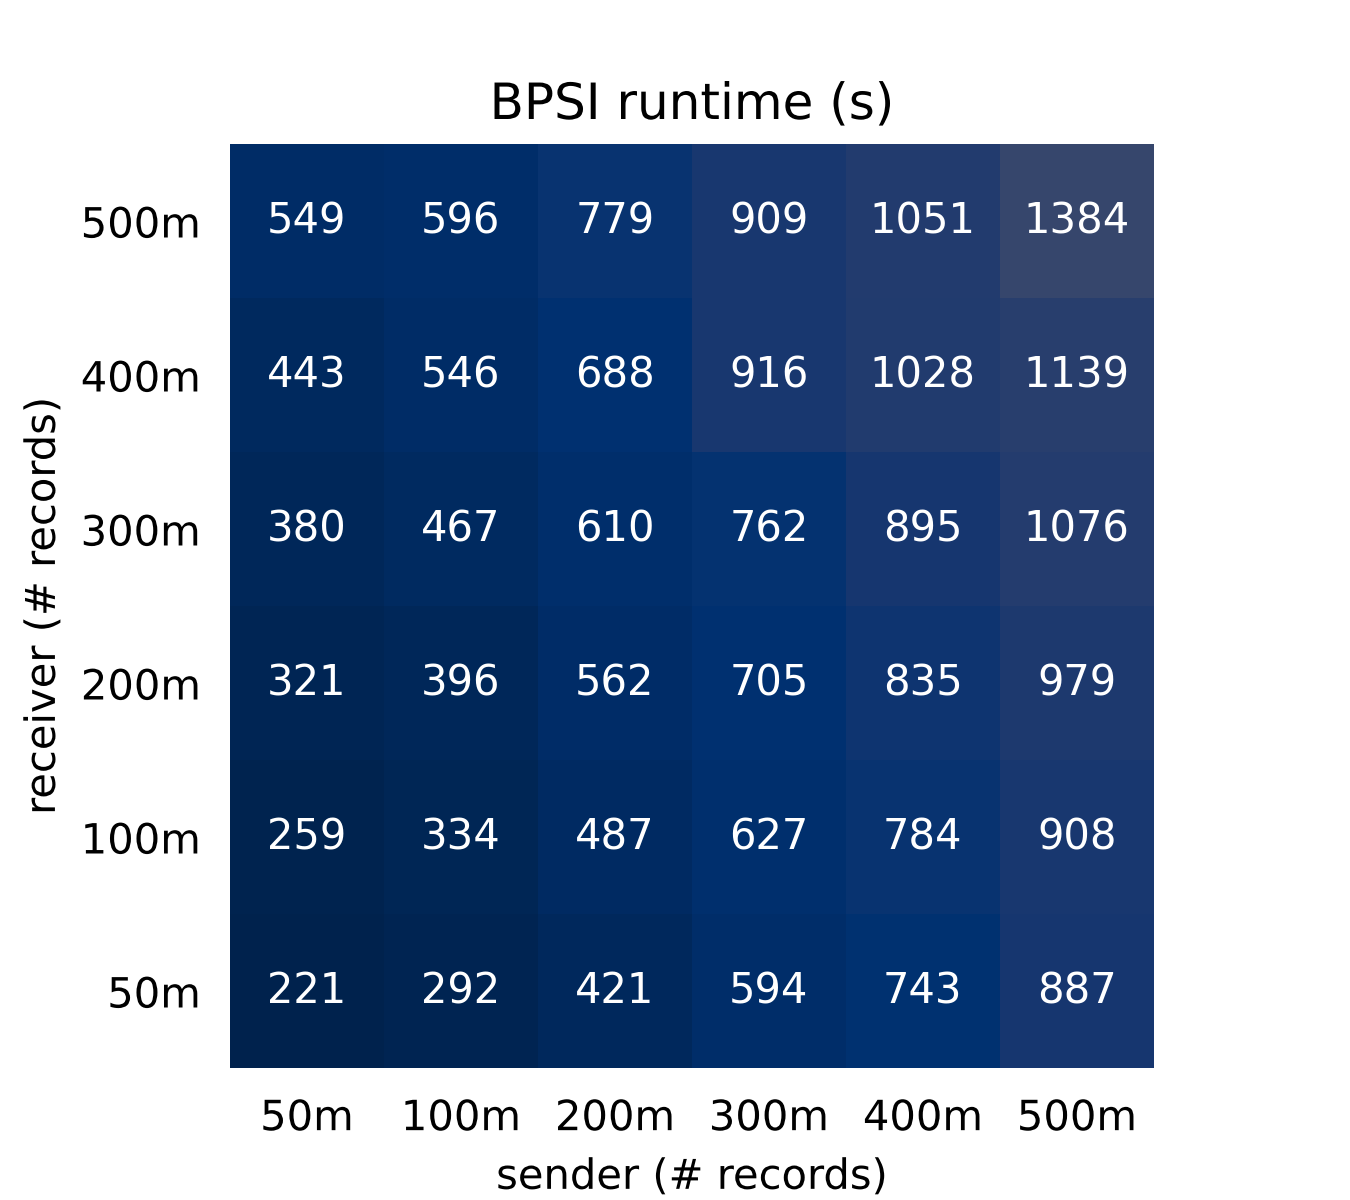 BPSI runtime (s)
500m 549 596 779 909 1051 1384
400m 443 546 688 916 1028 1139
300m 380 467 610 762 895 1076
200m 321 396 562 705 835 979
100m 259 334 487 627 784 908
50m 221 292 421 594 743 887
receiver (# records)
50m 100m 200m 300m 400m 500m
sender (# records)